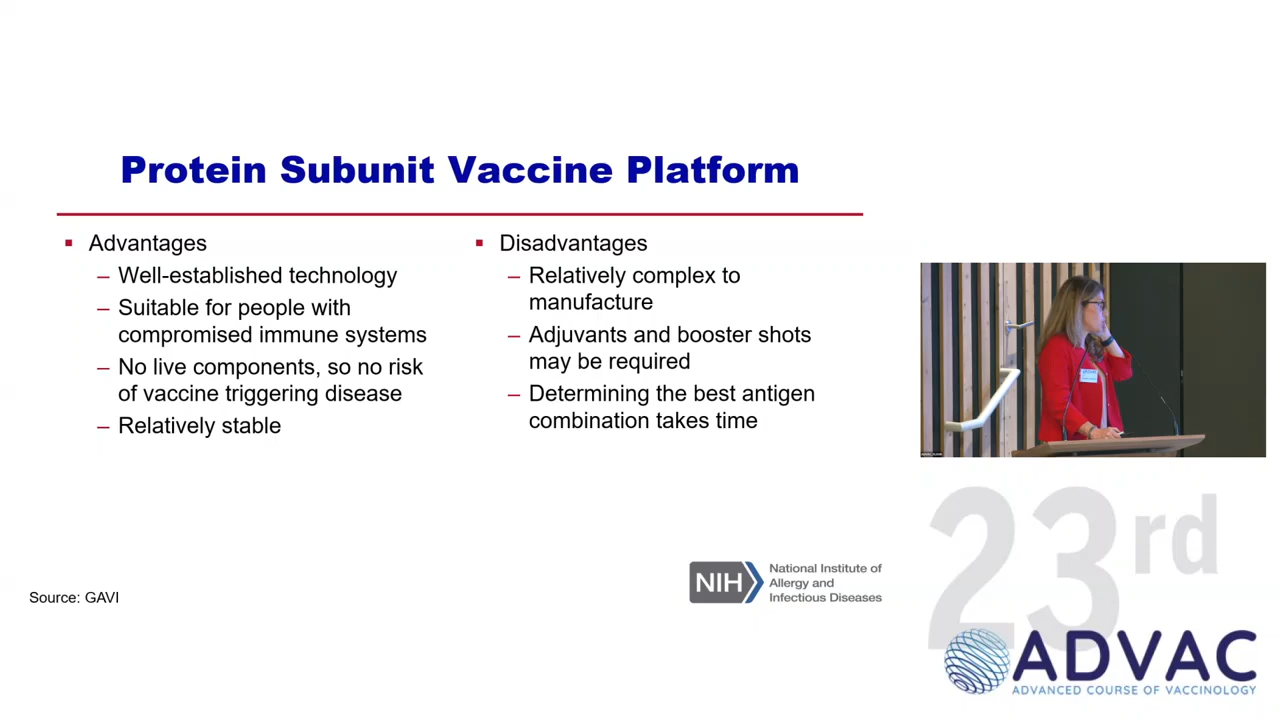 Protein Subunit Vaccine Platform
Advantages
– Well-established technology
– Suitable for people with
compromised immune systems
– No live components, so no risk
of vaccine triggering disease
– Relatively stable
Disadvantages
– Relatively complex to
manufacture
– Adjuvants and booster shots
may be required
– Determining the best antigen
combination takes time
Source: GAVI
NIH
National Institute of
Allergy and
Infectious Diseases
23rd
ADVAC
ADVANCED COURSE OF VACCINOLOGY